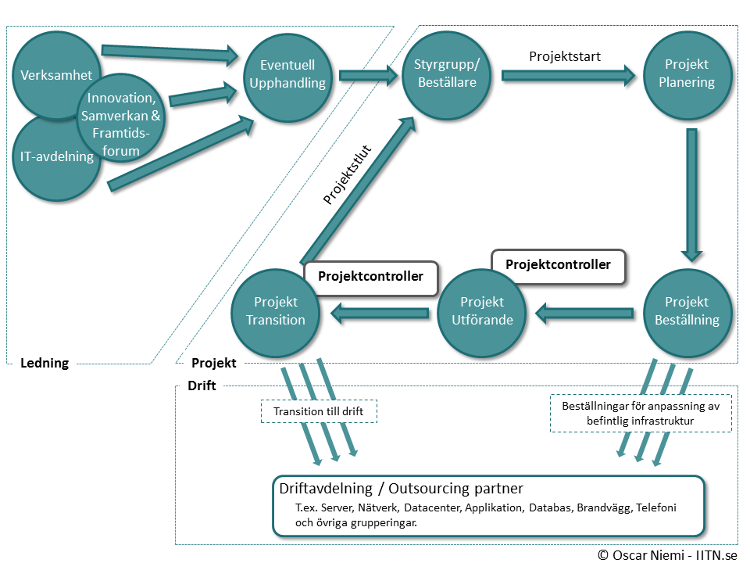 Verksamhet
Innovation,
Samverkan &
Framtids-
forum
IT-avdelning
Eventuell
Upphandling
Styrgrupp/
Beställare
Projektstart
Projekt
Planering
Projektstlut
Projektcontroller
Projektcontroller
Projekt
Transition
Projekt
Utförande
Projekt
Beställning
Ledning
Projekt
Drift
Transition till drift
Beställningar för anpassning av
befintlig infrastruktur
Driftavdelning / Outsourcing partner
T.ex. Server, Nätverk, Datacenter, Applikation, Databas, Brandvägg, Telefoni
och övriga grupperingar.
© Oscar Niemi - IITN.se